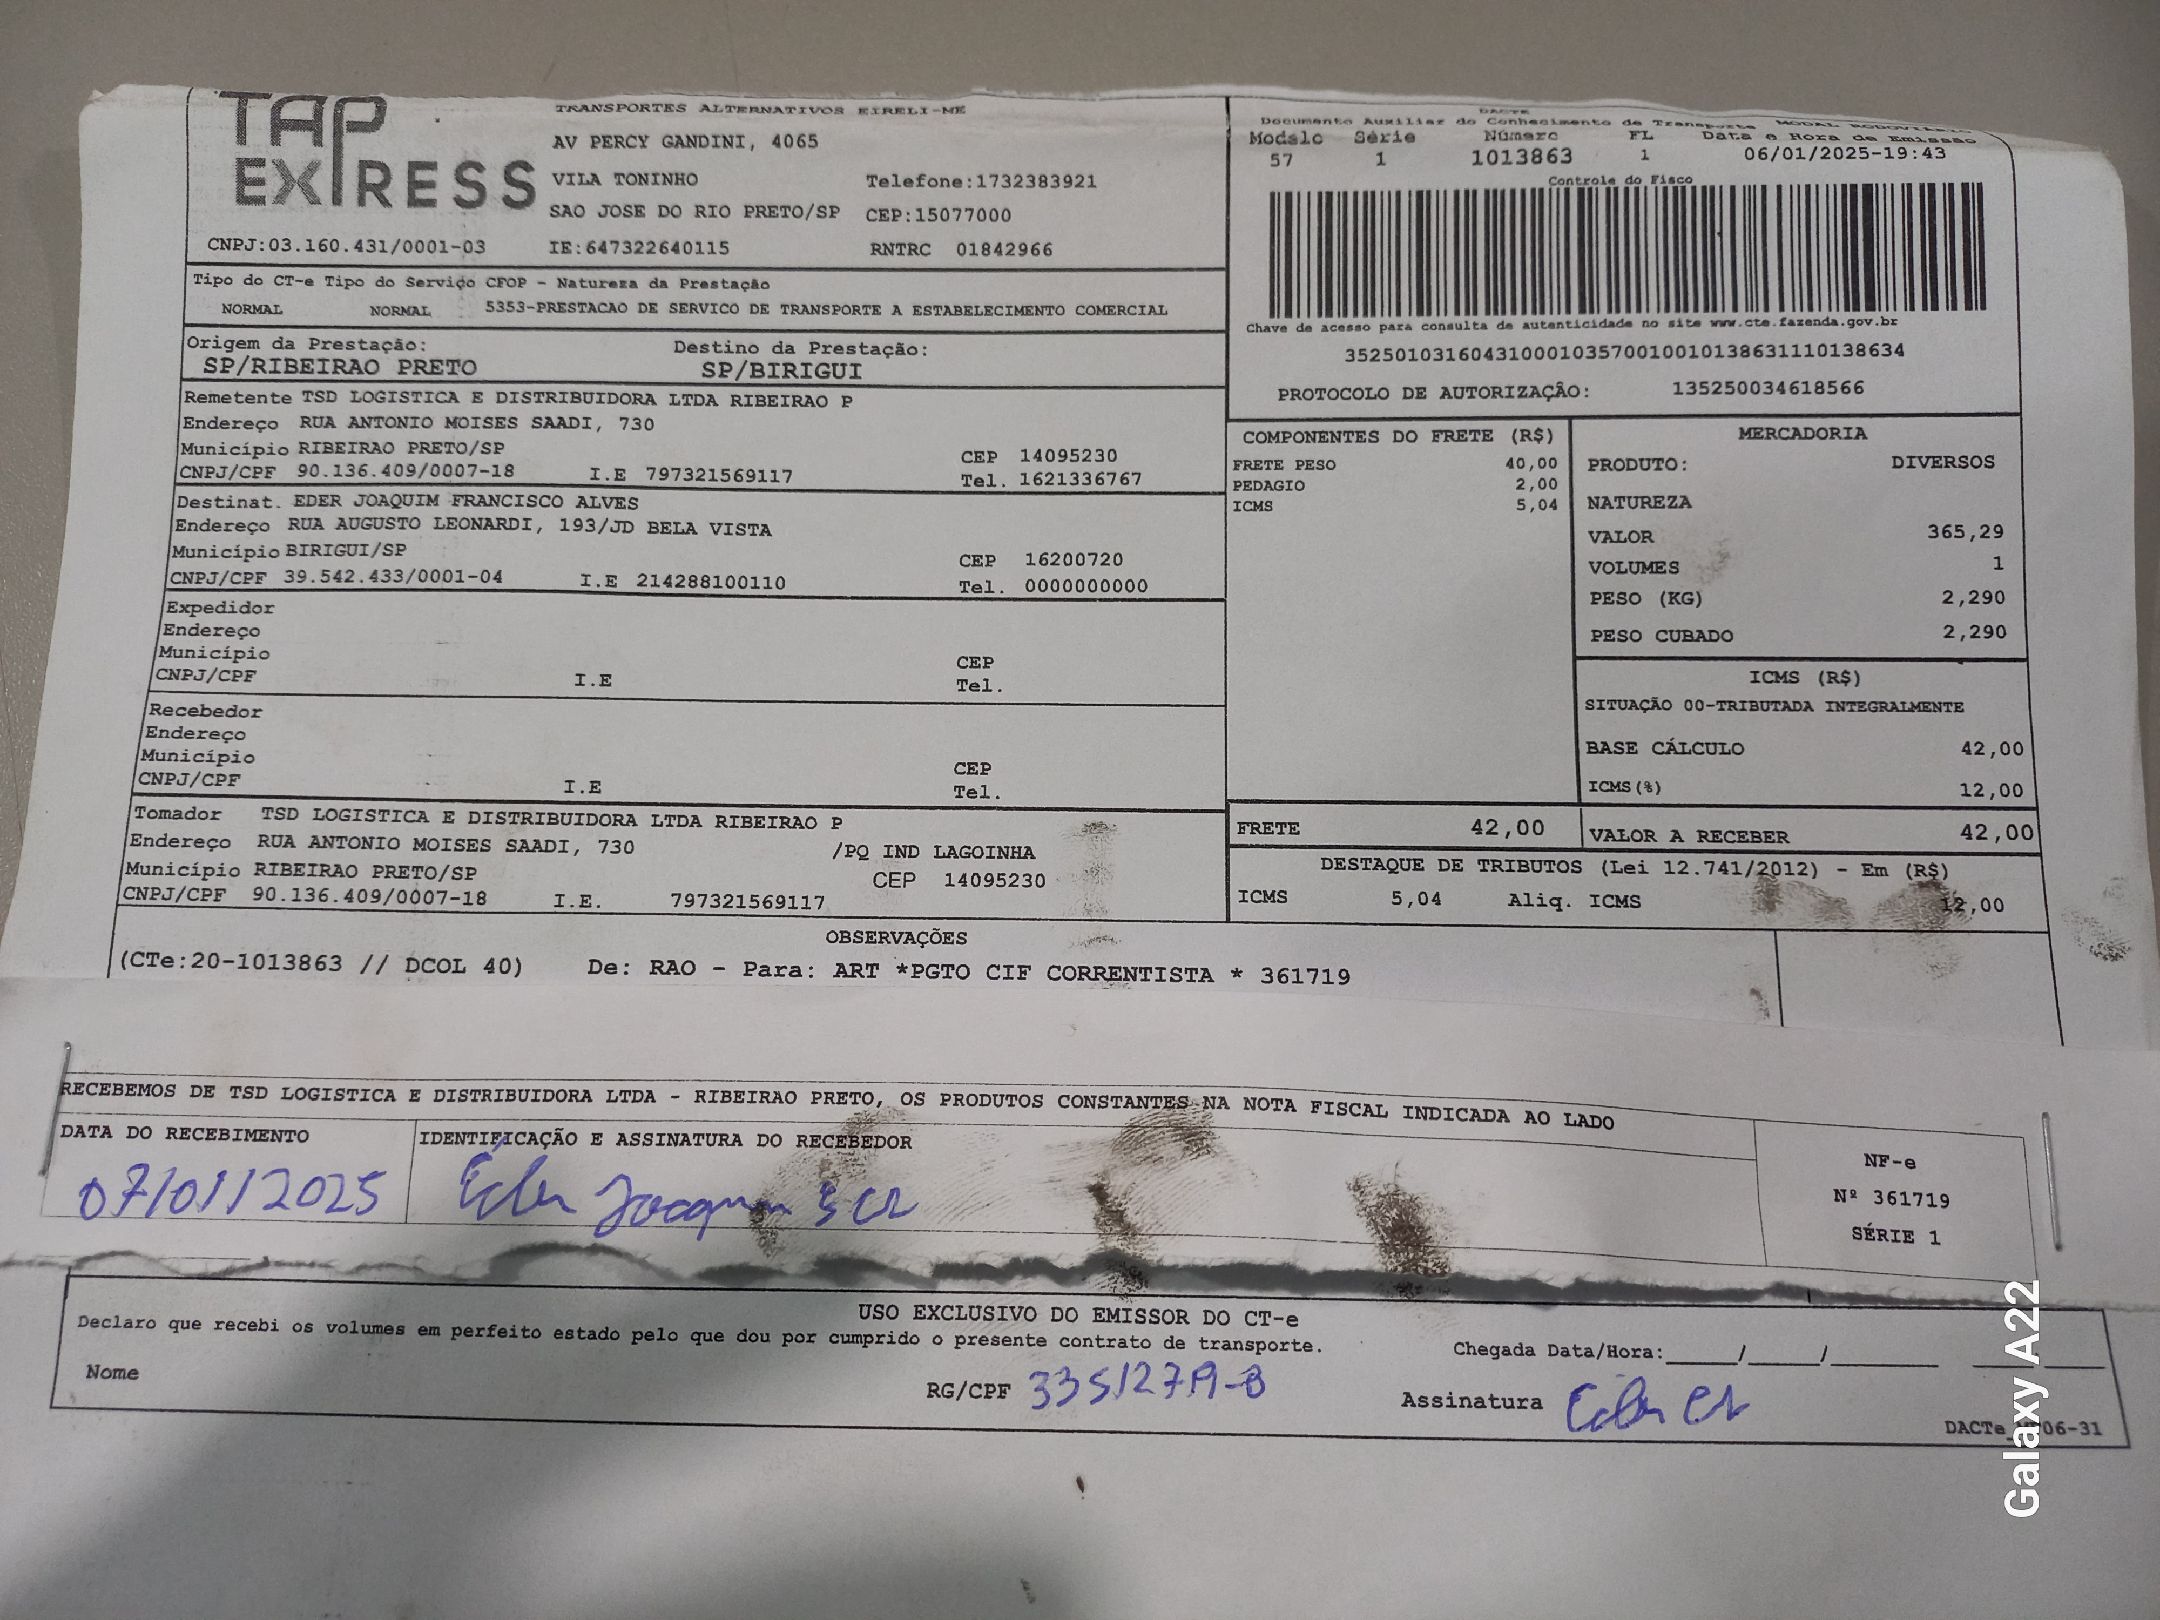 TAP EXPRESS
TRANSPORTES ALTERNATIVOS EIRELI-ME
AV PERCY GANDINI, 4065
VILA TONINHO Telefone:1732383921
SAO JOSE DO RIO PRETO/SP CEP:15077000
CNPJ:03.160.431/0001-03 IE:647322640115 RNTRC 01842966
DACTE
Documento Auxiliar do Conhecimento de Transporte MODAL RODOVIÁRIO
Modelo Série Número FL Data e Hora de Emissao
57 1 1013863 1 06/01/2025-19:43
Controle do Fisco
Chave de acesso para consulta de autenticidade no site www.cte.fazenda.gov.br
35250103160431000103570010010138631110138634
PROTOCOLO DE AUTORIZAÇÃO: 135250034618566
Tipo do CT-e Tipo do Serviço CFOP - Natureza da Prestação
NORMAL NORMAL 5353-PRESTACAO DE SERVICO DE TRANSPORTE A ESTABELECIMENTO COMERCIAL
Origem da Prestação: Destino da Prestação:
SP/RIBEIRAO PRETO SP/BIRIGUI
Remetente TSD LOGISTICA E DISTRIBUIDORA LTDA RIBEIRAO P
Endereço RUA ANTONIO MOISES SAADI, 730
Município RIBEIRAO PRETO/SP CEP 14095230
CNPJ/CPF 90.136.409/0007-18 I.E 797321569117 Tel. 1621336767
Destinat. EDER JOAQUIM FRANCISCO ALVES
Endereço RUA AUGUSTO LEONARDI, 193/JD BELA VISTA
Município BIRIGUI/SP CEP 16200720
CNPJ/CPF 39.542.433/0001-04 I.E 214288100110 Tel. 0000000000
Expedidor
Endereço
Município CEP
CNPJ/CPF I.E Tel.
Recebedor
Endereço
Município CEP
CNPJ/CPF I.E Tel.
Tomador TSD LOGISTICA E DISTRIBUIDORA LTDA RIBEIRAO P
Endereço RUA ANTONIO MOISES SAADI, 730 /PQ IND LAGOINHA
Município RIBEIRAO PRETO/SP CEP 14095230
CNPJ/CPF 90.136.409/0007-18 I.E. 797321569117
COMPONENTES DO FRETE (R$)
FRETE PESO 40,00
PEDAGIO 2,00
ICMS 5,04
MERCADORIA
PRODUTO: DIVERSOS
NATUREZA
VALOR 365,29
VOLUMES 1
PESO (KG) 2,290
PESO CUBADO 2,290
ICMS (R$)
SITUAÇÃO 00-TRIBUTADA INTEGRALMENTE
BASE CÁLCULO 42,00
ICMS(%) 12,00
FRETE 42,00 VALOR A RECEBER 42,00
DESTAQUE DE TRIBUTOS (Lei 12.741/2012) - Em (R$)
ICMS 5,04 Aliq. ICMS 12,00
OBSERVAÇÕES
(CTe:20-1013863 // DCOL 40) De: RAO - Para: ART *PGTO CIF CORRENTISTA * 361719
RECEBEMOS DE TSD LOGISTICA E DISTRIBUIDORA LTDA - RIBEIRAO PRETO, OS PRODUTOS CONSTANTES NA NOTA FISCAL INDICADA AO LADO
DATA DO RECEBIMENTO IDENTIFICAÇÃO E ASSINATURA DO RECEBEDOR
07/01/2025 Éder Joaquim
NF-e
Nº 361719
SÉRIE 1
USO EXCLUSIVO DO EMISSOR DO CT-e
Declaro que recebi os volumes em perfeito estado pelo que dou por cumprido o presente contrato de transporte.
Chegada Data/Hora:_____/_____/________
Nome RG/CPF Assinatura
DACTe 06-31
Galaxy A22